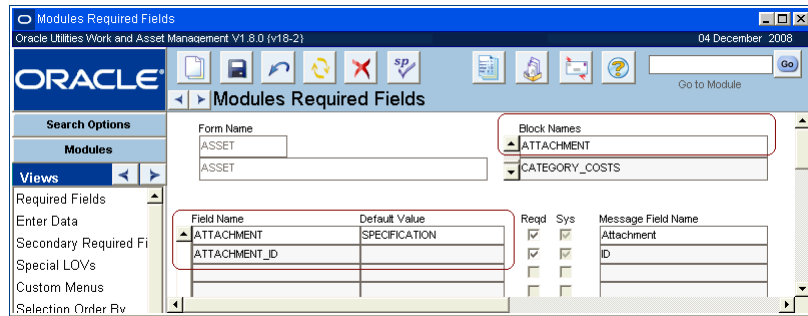 Modules Required Fields
Oracle Utilities Work and Asset Management V1.8.0 {v18-2} 04 December 2008
ORACLE
sp
Go
Go to Module
Modules Required Fields
Search Options
Modules
Views
Required Fields
Enter Data
Secondary Required Fi
Special LOVs
Custom Menus
Selection Order By
Form Name
ASSET
ASSET
Block Names
ATTACHMENT
CATEGORY_COSTS
Field Name Default Value Reqd Sys Message Field Name
ATTACHMENT SPECIFICATION Attachment
ATTACHMENT_ID ID